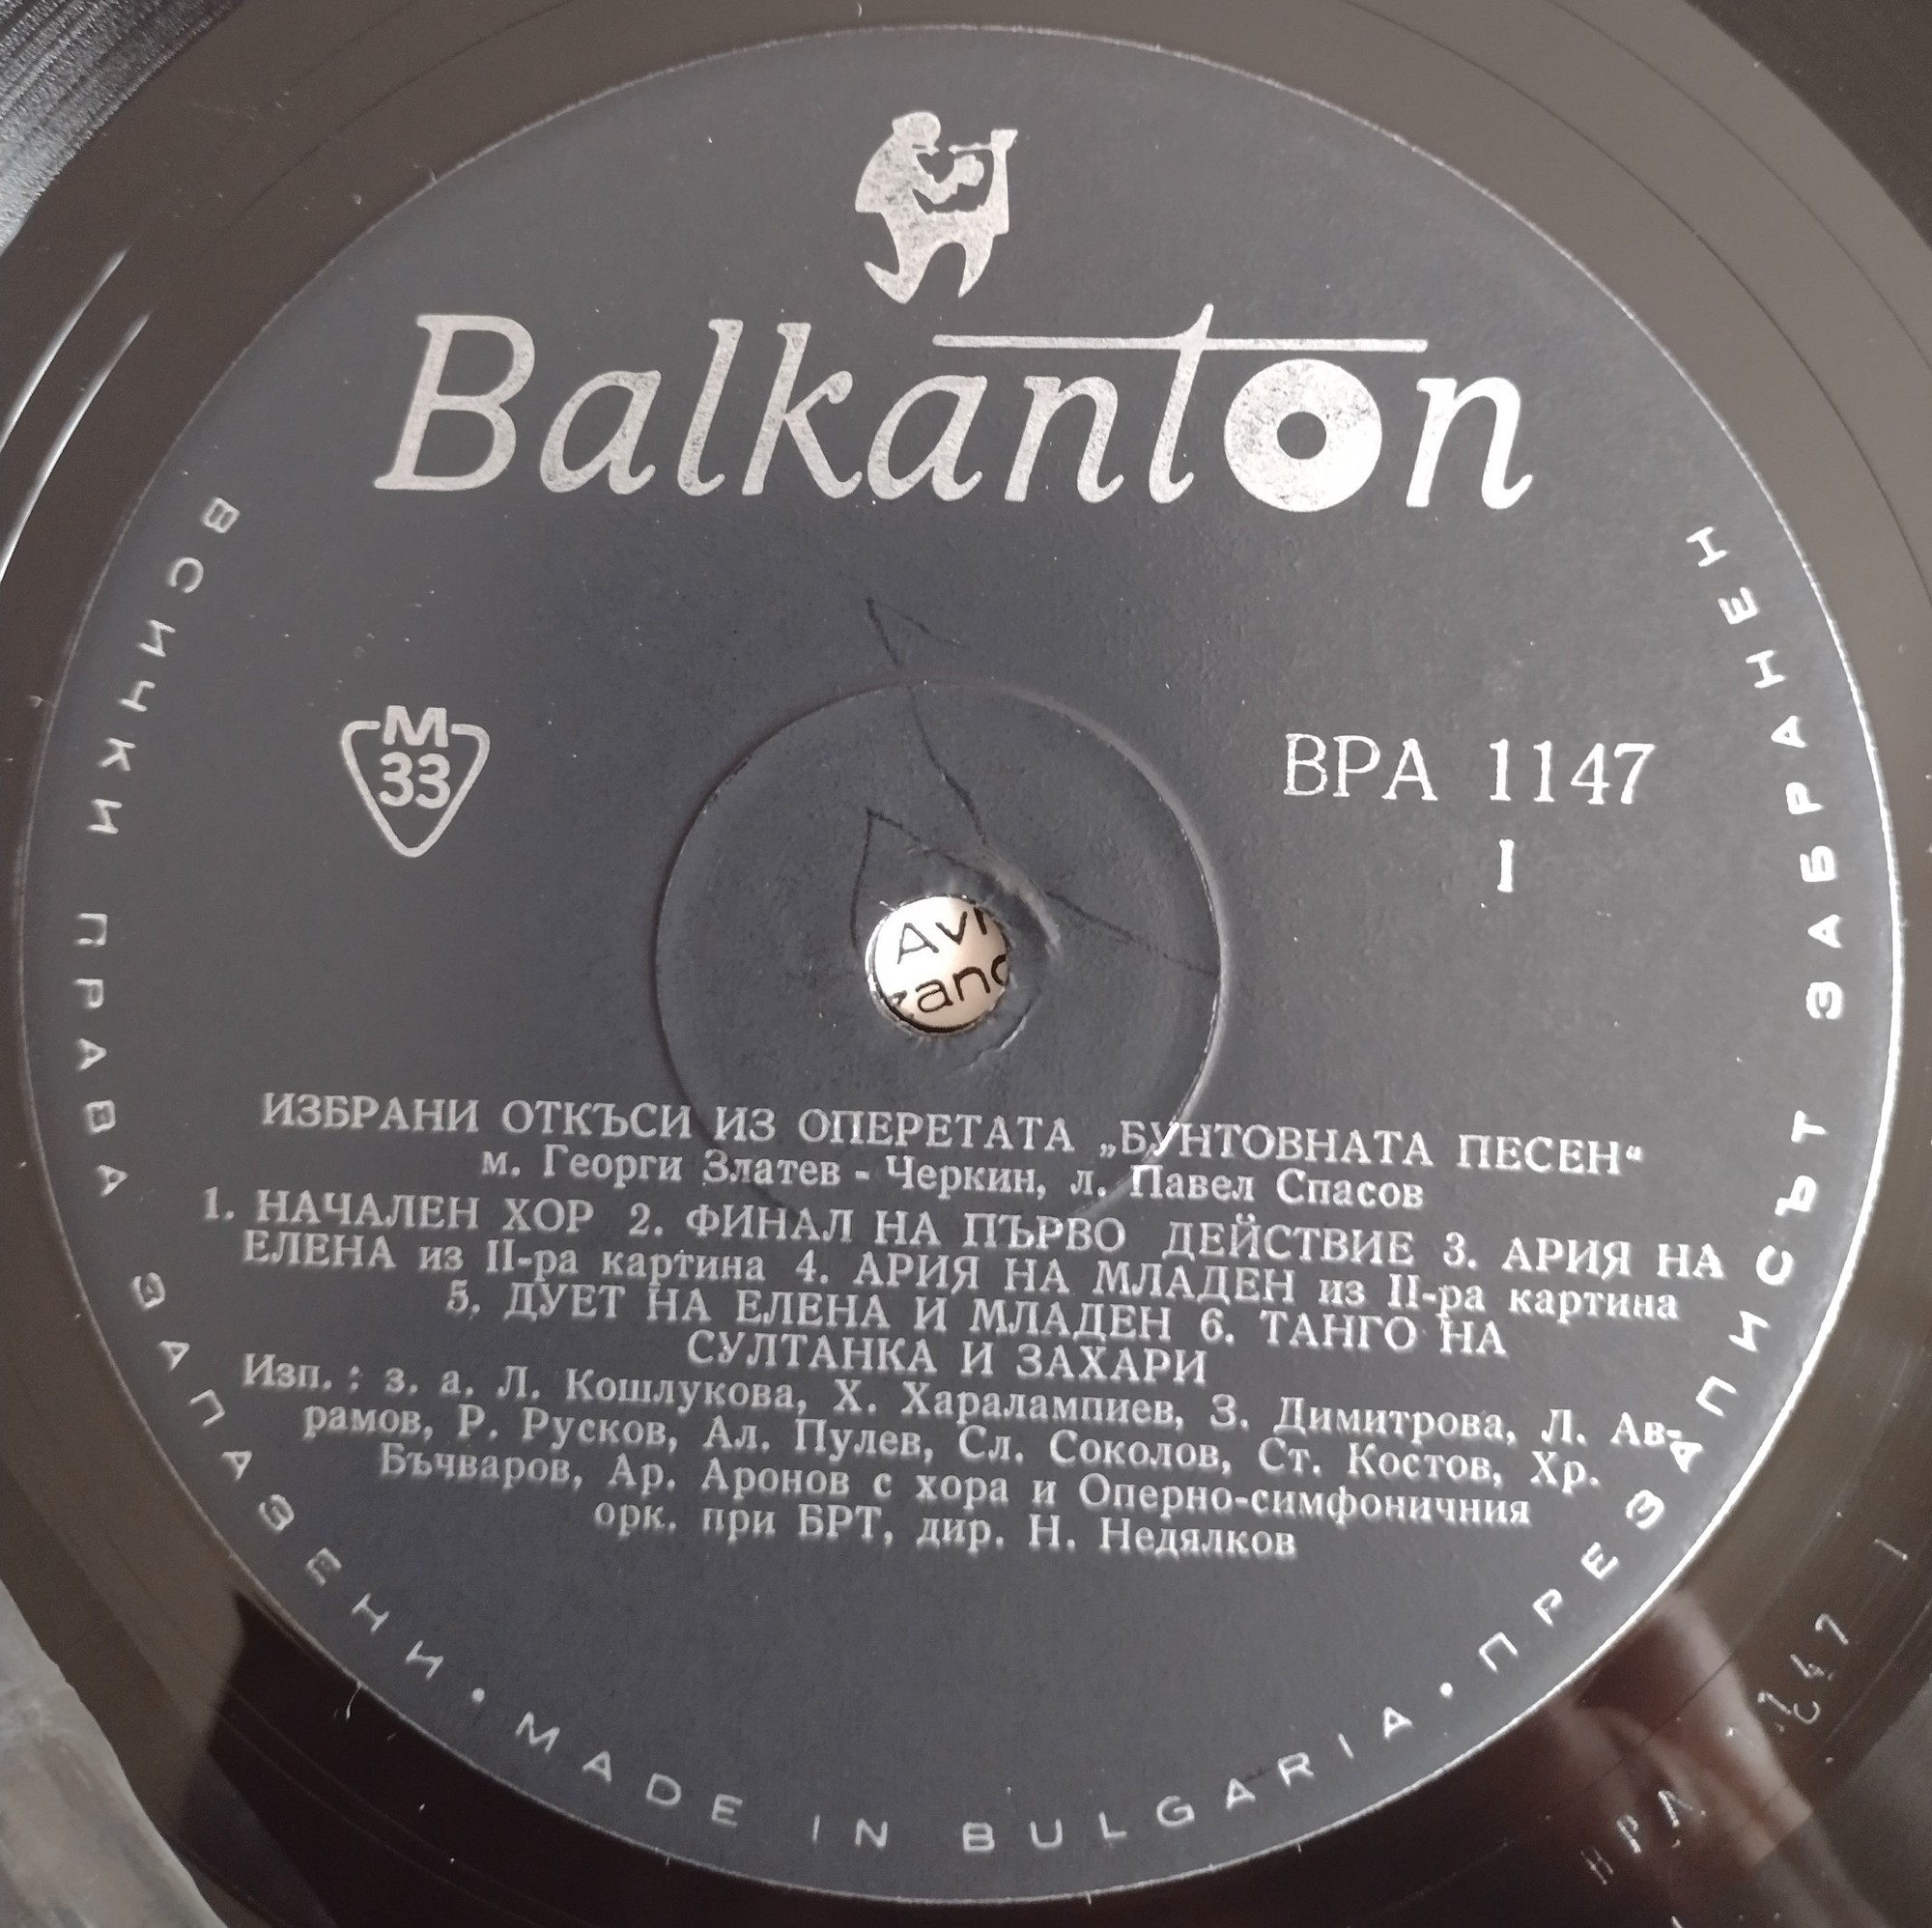 Balkanton
М
33
ВРА 1147
I
Avr
zand
ИЗБРАНИ ОТКЪСИ ИЗ ОПЕРЕТАТА „БУНТОВНАТА ПЕСЕН“
м. Георги Златев - Черкин, л. Павел Спасов
1. НАЧАЛЕН ХОР 2. ФИНАЛ НА ПЪРВО ДЕЙСТВИЕ 3. АРИЯ НА
ЕЛЕНА из II-ра картина 4. АРИЯ НА МЛАДЕН из II-ра картина
5. ДУЕТ НА ЕЛЕНА И МЛАДЕН 6. ТАНГО НА
СУЛТАНКА И ЗАХАРИ
Изп. : з. а. Л. Кошлукова, Х. Харалампиев, З. Димитрова, Л. Ав-
рамов, Р. Русков, Ал. Пулев, Сл. Соколов, Ст. Костов, Хр.
Бъчваров, Ар. Аронов с хора и Оперно-симфоничния
орк. при БРТ, дир. Н. Недялков
ВСИЧКИ ПРАВА ЗАПАЗЕНИ · MADE IN BULGARIA · ПРЕЗАПИСЪТ ЗАБРАНЕН